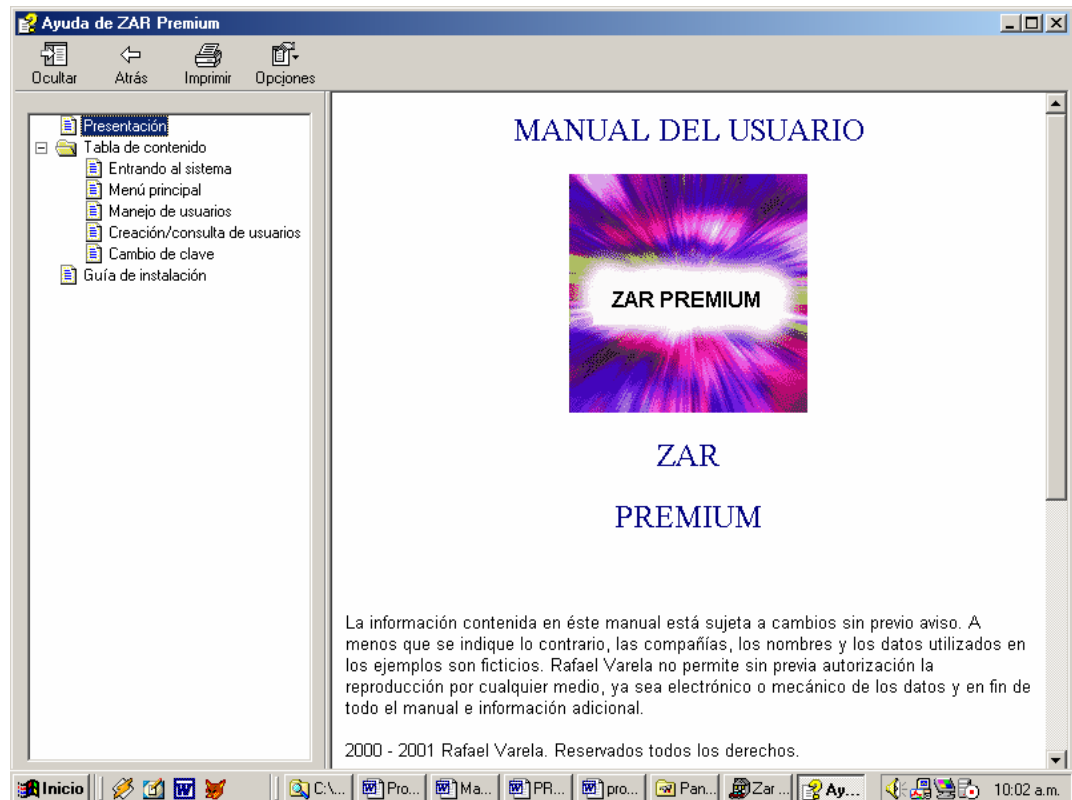 Ayuda de ZAR Premium
Ocultar Atrás Imprimir Opciones
Presentación
Tabla de contenido
Entrando al sistema
Menú principal
Manejo de usuarios
Creación/consulta de usuarios
Cambio de clave
Guía de instalación
MANUAL DEL USUARIO
ZAR PREMIUM
ZAR
PREMIUM
La información contenida en éste manual está sujeta a cambios sin previo aviso. A
menos que se indique lo contrario, las compañías, los nombres y los datos utilizados en
los ejemplos son ficticios. Rafael Varela no permite sin previa autorización la
reproducción por cualquier medio, ya sea electrónico o mecánico de los datos y en fin de
todo el manual e información adicional.
2000 - 2001 Rafael Varela. Reservados todos los derechos.
Inicio C:\... Pro... Ma... PR... pro... Pan... Zar ... Ay... 10:02 a.m.